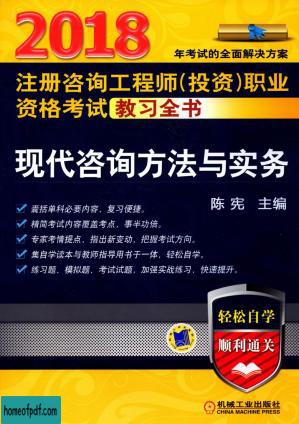 2018
年考试的全面解决方案
注册咨询工程师(投资)职业
资格考试教习全书
现代咨询方法与实务
陈宪 主编
囊括单科必要内容,复习便捷。
精简考试内容覆盖考点,事半功倍。
专家考情提点,指出新变动,把握考试方向。
集自学读本与教师指导用书于一体,轻松自学。
练习题、模拟题、考试试题,加强实战练习,快速提升。
轻松自学
顺利通关
机械工业出版社
CHINA MACHINE PRESS
homeofpdf.com